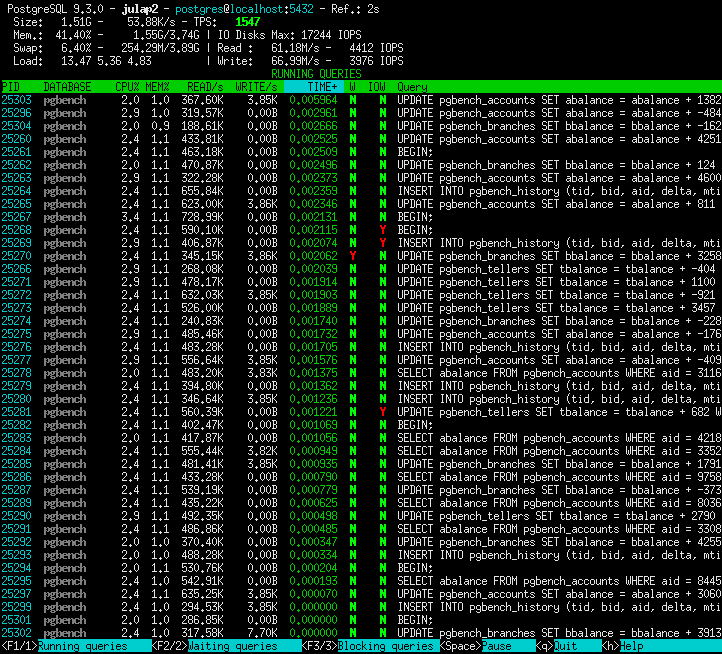 PostgreSQL 9.3.0 - julap2 - postgres@localhost:5432 - Ref.: 2s
Size:   1.51G -    53.88K/s - TPS:    1547
Mem.:  41.40% -     1.55G/3.74G | IO Disks Max: 17244 IOPS
Swap:   6.40% -   254.29M/3.89G | Read :   61.18M/s -   4412 IOPS
Load:   13.47 5.36 4.83         | Write:   66.99M/s -   3976 IOPS
RUNNING QUERIES
PID DATABASE CPU% MEM% READ/s WRITE/s TIME+ W IOW Query
25303 pgbench 2.0 1.0 367.60K 3.85K 0.005964 N N UPDATE pgbench_accounts SET abalance = abalance + 1382
25296 pgbench 2.9 1.0 319.57K 0.00B 0.002961 N N UPDATE pgbench_accounts SET abalance = abalance + -484
25304 pgbench 2.0 0.9 188.61K 0.00B 0.002666 N N UPDATE pgbench_branches SET bbalance = bbalance + -162
25260 pgbench 2.4 1.1 433.81K 0.00B 0.002525 N N UPDATE pgbench_accounts SET abalance = abalance + 4251
25261 pgbench 2.4 1.1 463.18K 0.00B 0.002509 N N BEGIN;
25262 pgbench 2.0 1.1 470.87K 0.00B 0.002496 N N UPDATE pgbench_branches SET bbalance = bbalance + 124
25263 pgbench 2.9 1.1 322.28K 0.00B 0.002373 N N UPDATE pgbench_accounts SET abalance = abalance + 4600
25264 pgbench 2.4 1.1 655.84K 0.00B 0.002359 N N INSERT INTO pgbench_history (tid, bid, aid, delta, mti
25265 pgbench 2.4 1.1 623.00K 3.86K 0.002346 N N UPDATE pgbench_accounts SET abalance = abalance + 811
25267 pgbench 3.4 1.1 728.99K 0.00B 0.002131 N N BEGIN;
25268 pgbench 2.4 1.1 590.10K 0.00B 0.002115 N Y BEGIN;
25269 pgbench 2.9 1.1 406.87K 0.00B 0.002074 N Y INSERT INTO pgbench_history (tid, bid, aid, delta, mti
25270 pgbench 2.4 1.1 345.15K 3.86K 0.002062 Y N UPDATE pgbench_branches SET bbalance = bbalance + 3258
25266 pgbench 2.9 1.1 268.08K 0.00B 0.002039 N N UPDATE pgbench_tellers SET tbalance = tbalance + -404
25271 pgbench 2.9 1.1 478.17K 0.00B 0.001914 N N UPDATE pgbench_tellers SET tbalance = tbalance + 1100
25272 pgbench 2.4 1.1 632.03K 3.85K 0.001903 N N UPDATE pgbench_tellers SET tbalance = tbalance + -921
25273 pgbench 2.4 1.1 526.00K 0.00B 0.001889 N N UPDATE pgbench_tellers SET tbalance = tbalance + 3457
25274 pgbench 2.4 1.1 240.83K 0.00B 0.001740 N N UPDATE pgbench_branches SET bbalance = bbalance + -228
25275 pgbench 2.9 1.1 485.46K 0.00B 0.001732 N N UPDATE pgbench_accounts SET abalance = abalance + -176
25276 pgbench 2.4 1.1 483.28K 0.00B 0.001705 N N INSERT INTO pgbench_history (tid, bid, aid, delta, mti
25277 pgbench 2.9 1.1 556.64K 3.85K 0.001576 N N UPDATE pgbench_accounts SET abalance = abalance + -409
25278 pgbench 2.0 1.1 483.20K 3.83K 0.001375 N N SELECT abalance FROM pgbench_accounts WHERE aid = 3116
25279 pgbench 2.4 1.1 394.80K 0.00B 0.001362 N N INSERT INTO pgbench_history (tid, bid, aid, delta, mti
25280 pgbench 2.4 1.1 346.64K 3.85K 0.001236 N N INSERT INTO pgbench_history (tid, bid, aid, delta, mti
25281 pgbench 2.4 1.1 560.39K 0.00B 0.001221 N Y UPDATE pgbench_tellers SET tbalance = tbalance + 682 W
25282 pgbench 2.4 1.1 402.47K 0.00B 0.001069 N N BEGIN;
25283 pgbench 2.0 1.1 417.87K 0.00B 0.001056 N N SELECT abalance FROM pgbench_accounts WHERE aid = 4218
25284 pgbench 2.4 1.1 555.44K 3.82K 0.000949 N N SELECT abalance FROM pgbench_accounts WHERE aid = 3352
25285 pgbench 2.4 1.1 481.41K 3.85K 0.000935 N N UPDATE pgbench_branches SET bbalance = bbalance + 1791
25286 pgbench 2.4 1.1 433.28K 0.00B 0.000790 N N SELECT abalance FROM pgbench_accounts WHERE aid = 9758
25287 pgbench 2.4 1.1 539.19K 0.00B 0.000779 N N UPDATE pgbench_branches SET bbalance = bbalance + -373
25289 pgbench 2.4 1.1 435.22K 0.00B 0.000625 N N SELECT abalance FROM pgbench_accounts WHERE aid = 8036
25290 pgbench 2.9 1.1 492.35K 0.00B 0.000498 N N UPDATE pgbench_tellers SET tbalance = tbalance + 2790
25291 pgbench 2.4 1.1 486.86K 0.00B 0.000485 N N SELECT abalance FROM pgbench_accounts WHERE aid = 3308
25292 pgbench 2.0 1.0 370.40K 0.00B 0.000347 N N UPDATE pgbench_branches SET bbalance = bbalance + 4255
25293 pgbench 2.0 1.0 488.28K 0.00B 0.000334 N N INSERT INTO pgbench_history (tid, bid, aid, delta, mti
25294 pgbench 2.4 1.1 530.76K 0.00B 0.000204 N N BEGIN;
25295 pgbench 2.4 1.0 542.91K 0.00B 0.000193 N N SELECT abalance FROM pgbench_accounts WHERE aid = 8445
25297 pgbench 2.4 1.1 635.25K 3.85K 0.000070 N N UPDATE pgbench_accounts SET abalance = abalance + 3060
25299 pgbench 2.4 1.0 294.53K 3.85K 0.000000 N N INSERT INTO pgbench_history (tid, bid, aid, delta, mti
25301 pgbench 2.0 1.0 286.85K 0.00B 0.000000 N N BEGIN;
25302 pgbench 2.4 1.0 317.58K 7.70K 0.000000 N N UPDATE pgbench_branches SET bbalance = bbalance + 3913
<F1/1>Running queries <F2/2>Waiting queries <F3/3>Blocking queries <Space>Pause <q>Quit <h>Help